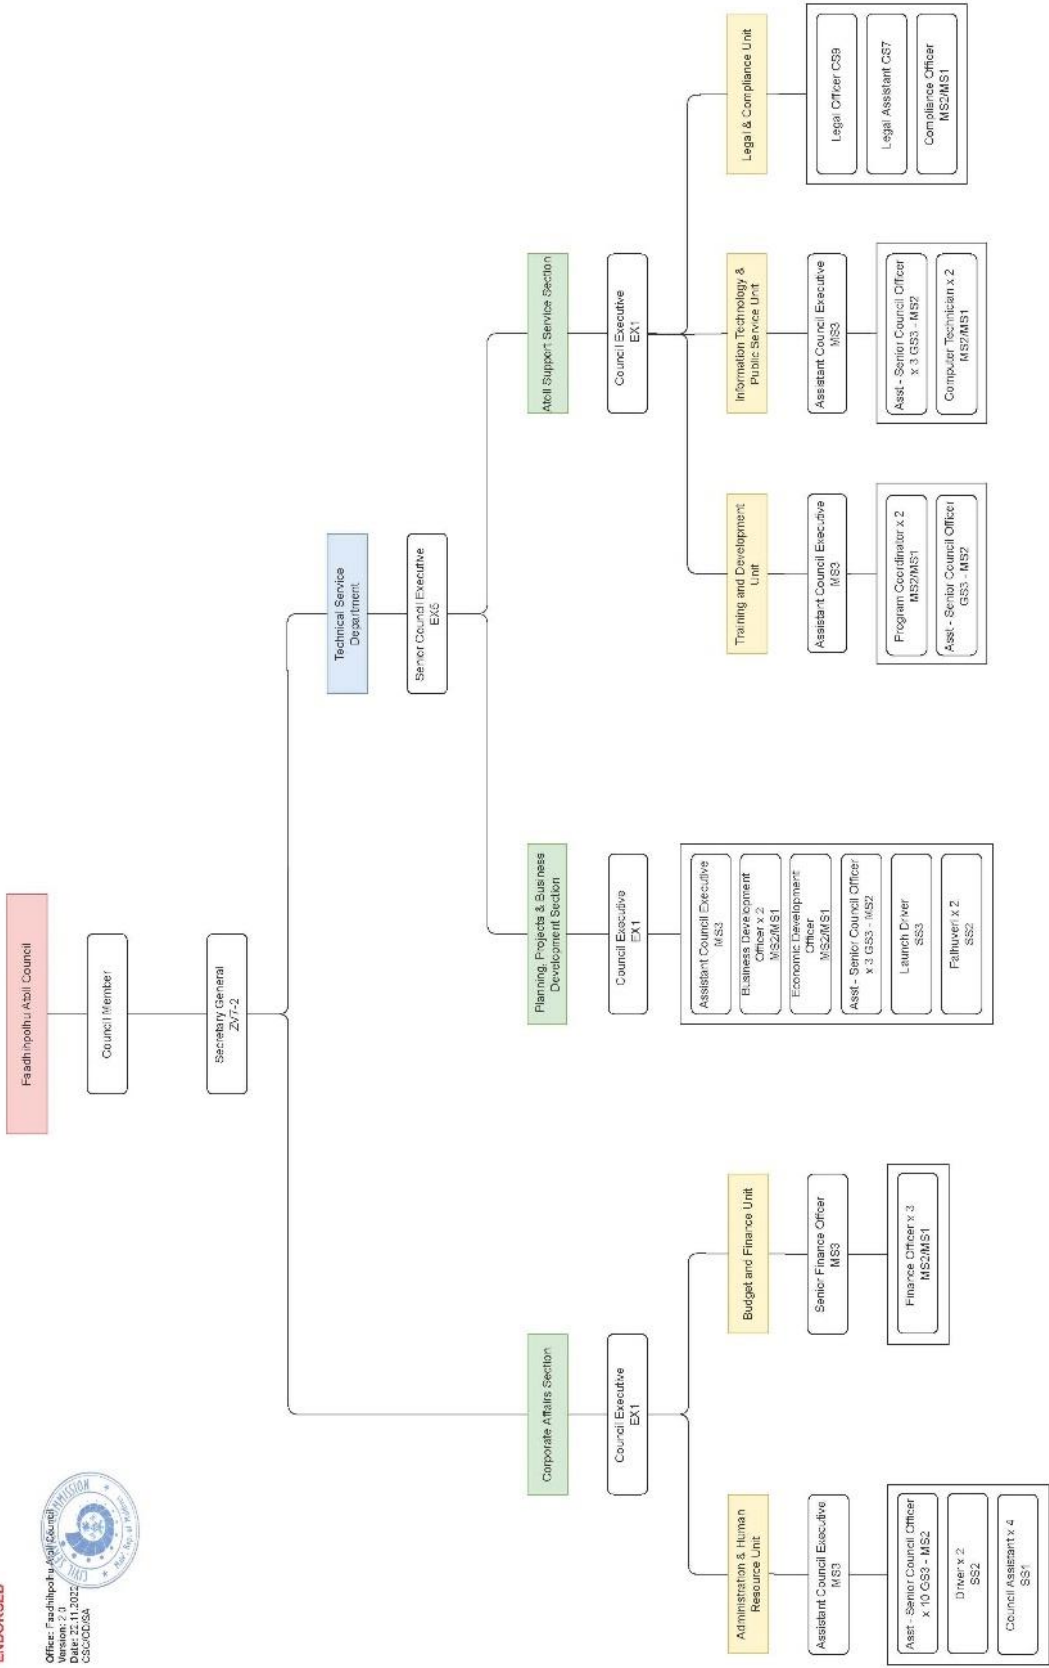 ENDORSED
Office: Faadhihpolhu Atoll Council
Version: 2.0
Date: 22.11.2022
CSC/OD/SA
Faadhihpolhu Atoll Council
Council Member
Secretary General
ZV7-2
Technical Service
Department
Senior Council Executive
EX5
Corporate Affairs Section
Council Executive
EX1
Planning, Projects & Business
Development Section
Council Executive
EX1
Atoll Support Service Section
Council Executive
EX1
Administration & Human
Resource Unit
Assistant Council Executive
MS3
Asst - Senior Council Officer
x 10 GS3 - MS2
Driver x 2
SS2
Council Assistant x 4
SS1
Budget and Finance Unit
Senior Finance Officer
MS3
Finance Officer x 3
MS2/MS1
Assistant Council Executive
MS3
Business Development
Officer x 2
MS2/MS1
Economic Development
Officer
MS2/MS1
Asst - Senior Council Officer
x 3 GS3 - MS2
Launch Driver
SS3
Falhuveri x 2
SS2
Training and Development
Unit
Assistant Council Executive
MS3
Program Coordinator x 2
MS2/MS1
Asst - Senior Council Officer
GS3 - MS2
Information Technology &
Public Service Unit
Assistant Council Executive
MS3
Asst - Senior Council Officer
x 3 GS3 - MS2
Computer Technician x 2
MS2/MS1
Legal & Compliance Unit
Legal Officer CS9
Legal Assistant CS7
Compliance Officer
MS2/MS1